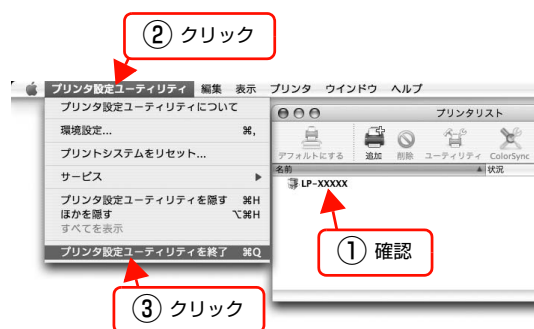 ② クリック
プリンタ設定ユーティリティ 編集 表示 プリンタ ウインドウ ヘルプ
プリンタ設定ユーティリティについて
環境設定... ⌘,
プリントシステムをリセット...
サービス ▶
プリンタ設定ユーティリティを隠す ⌘H
ほかを隠す ⌥⌘H
すべてを表示
プリンタ設定ユーティリティを終了 ⌘Q
プリンタリスト
デフォルトにする 追加 削除 ユーティリティ ColorSync
名前 ▲ 状況
LP-XXXXX
① 確認
③ クリック